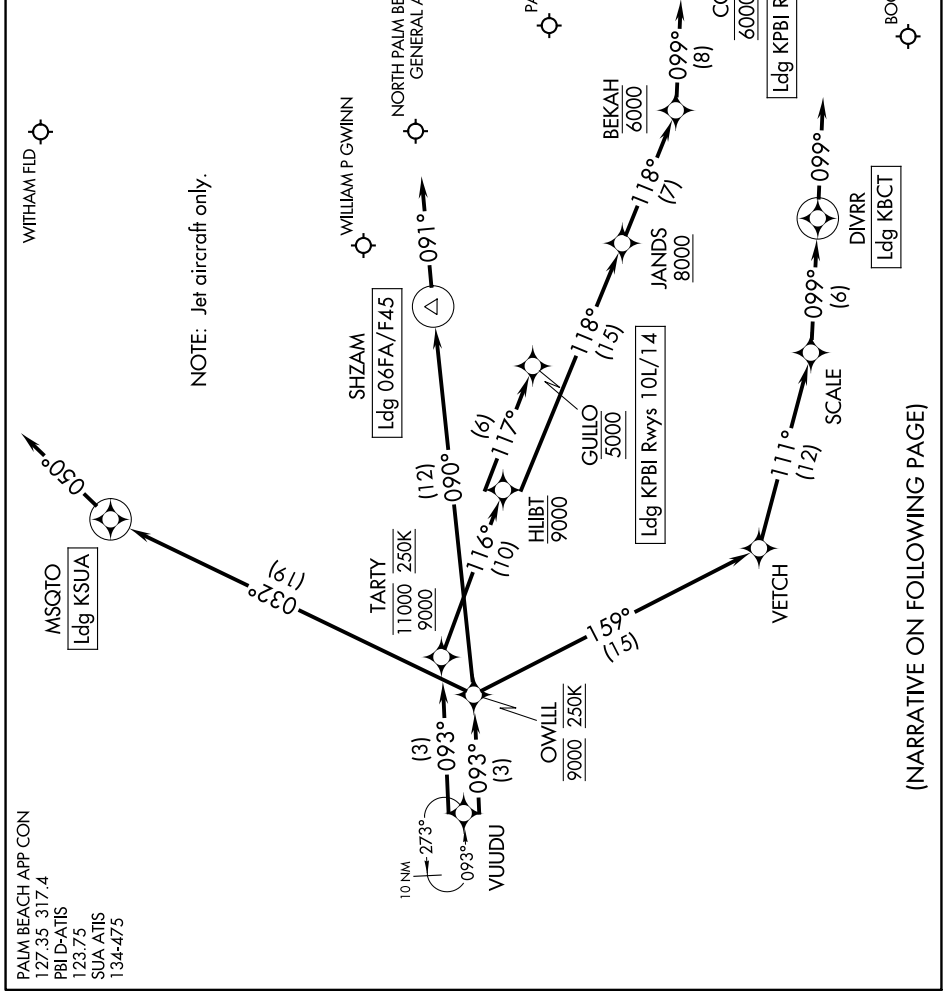 PALM BEACH APP CON
127.35 317.4
PBI D-ATIS
123.75
SUA ATIS
134-475
WITHAM FLD
NOTE: Jet aircraft only.
WILLIAM P GWINN
NORTH PALM BE
GENERAL A
PA
BOC
MSQTO
Ldg KSUA
050°
032°
(19)
SHZAM
Ldg 06FA/F45
091°
(12)
090°
TARTY
11000 250K
9000
116°
(10)
HLIBT
9000
(6)
117°
GULLO
5000
Ldg KPBI Rwys 10L/14
118°
(15)
JANDS
8000
118°
(7)
BEKAH
6000
099°
(8)
CO
6000
Ldg KPBI R
10 NM
273°
093°
VUUDU
(3)
093°
093°
(3)
OWLLL
9000 250K
159°
(15)
VETCH
111°
(12)
SCALE
099°
(6)
DIVRR
Ldg KBCT
099°
(NARRATIVE ON FOLLOWING PAGE)